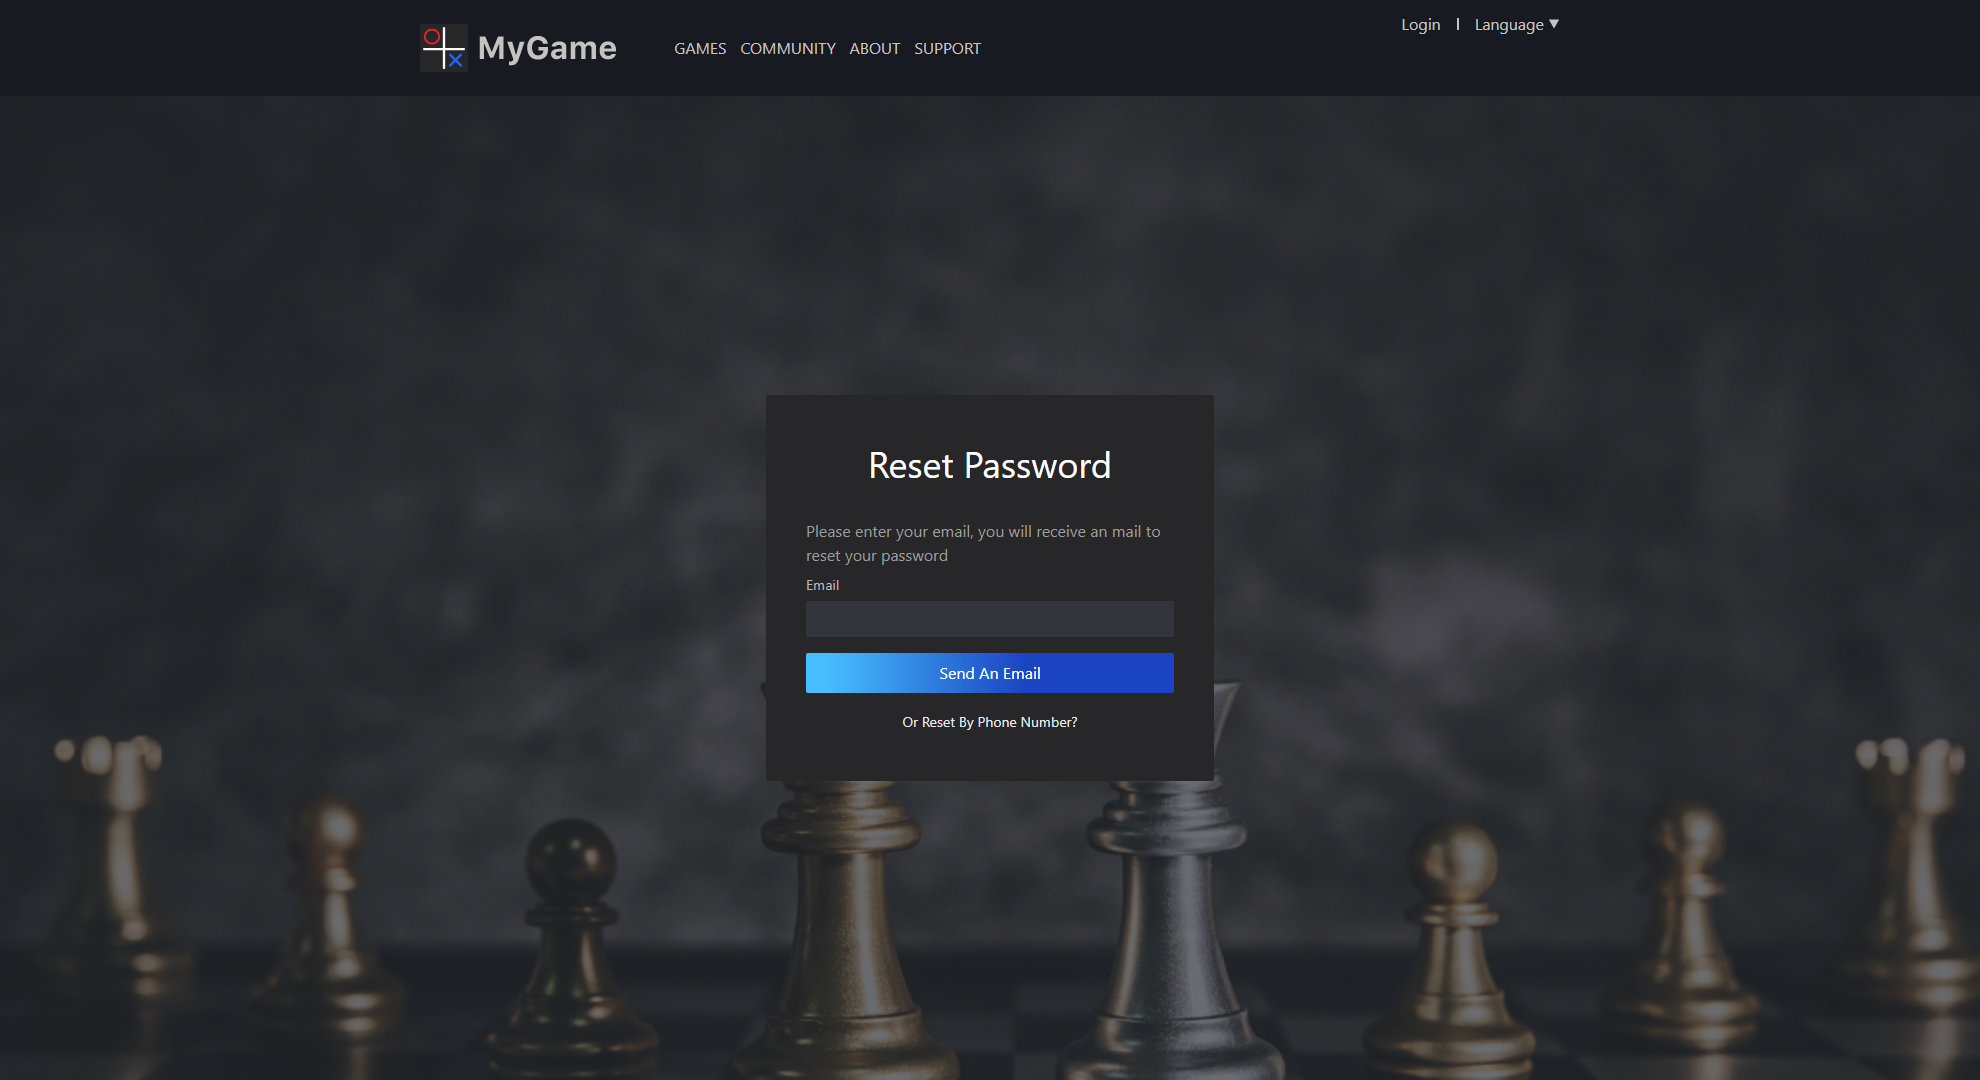 MyGame
GAMES COMMUNITY ABOUT SUPPORT
Login | Language ▼
Reset Password
Please enter your email, you will receive an mail to
reset your password
Email
Send An Email
Or Reset By Phone Number?